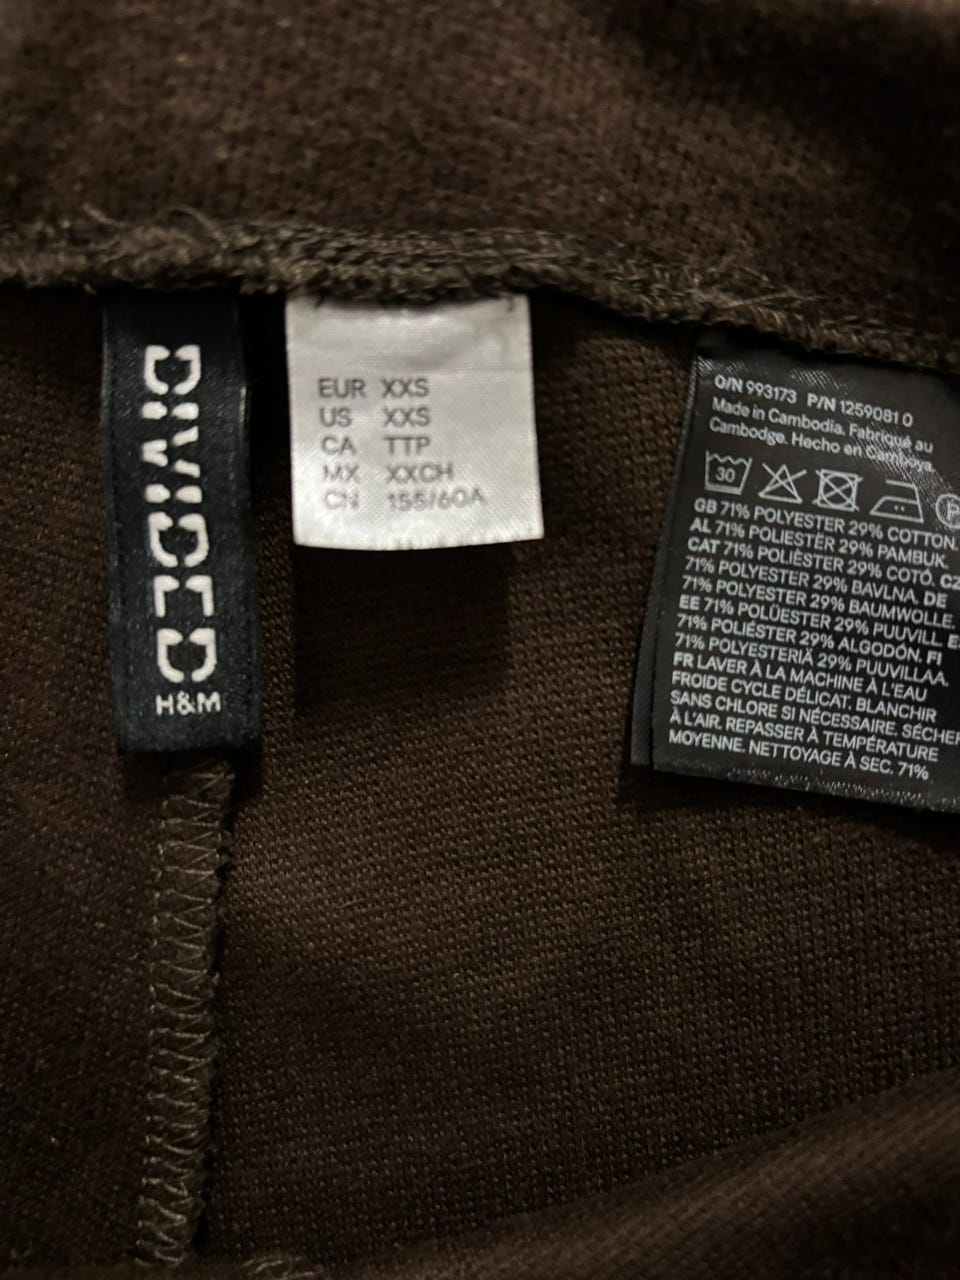 DIVIDED
H&M
EUR XXS
US XXS
CA TTP
MX XXCH
CN 155/60A
O/N 993173 P/N 1259081 0
Made in Cambodia. Fabriqué au
Cambodge. Hecho en Camboya.
30
P
GB 71% POLYESTER 29% COTTON.
AL 71% POLIESTËR 29% PAMBUK.
CAT 71% POLIÈSTER 29% COTÓ. CZ
71% POLYESTER 29% BAVLNA. DE
71% POLYESTER 29% BAUMWOLLE.
EE 71% POLÜESTER 29% PUUVILL.
71% POLIÉSTER 29% ALGODÓN. FI
71% POLYESTERIÄ 29% PUUVILLAA.
FR LAVER À LA MACHINE À L'EAU
FROIDE CYCLE DÉLICAT. BLANCHIR
SANS CHLORE SI NÉCESSAIRE. SÉCHER
À L'AIR. REPASSER À TEMPÉRATURE
MOYENNE. NETTOYAGE À SEC. 71%